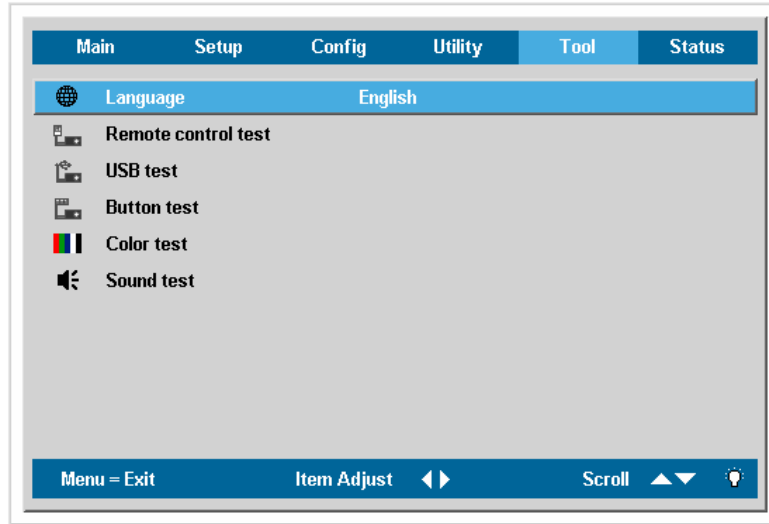 Main Setup Config Utility Tool Status
Language English
Remote control test
USB test
Button test
Color test
Sound test
Menu = Exit Item Adjust Scroll